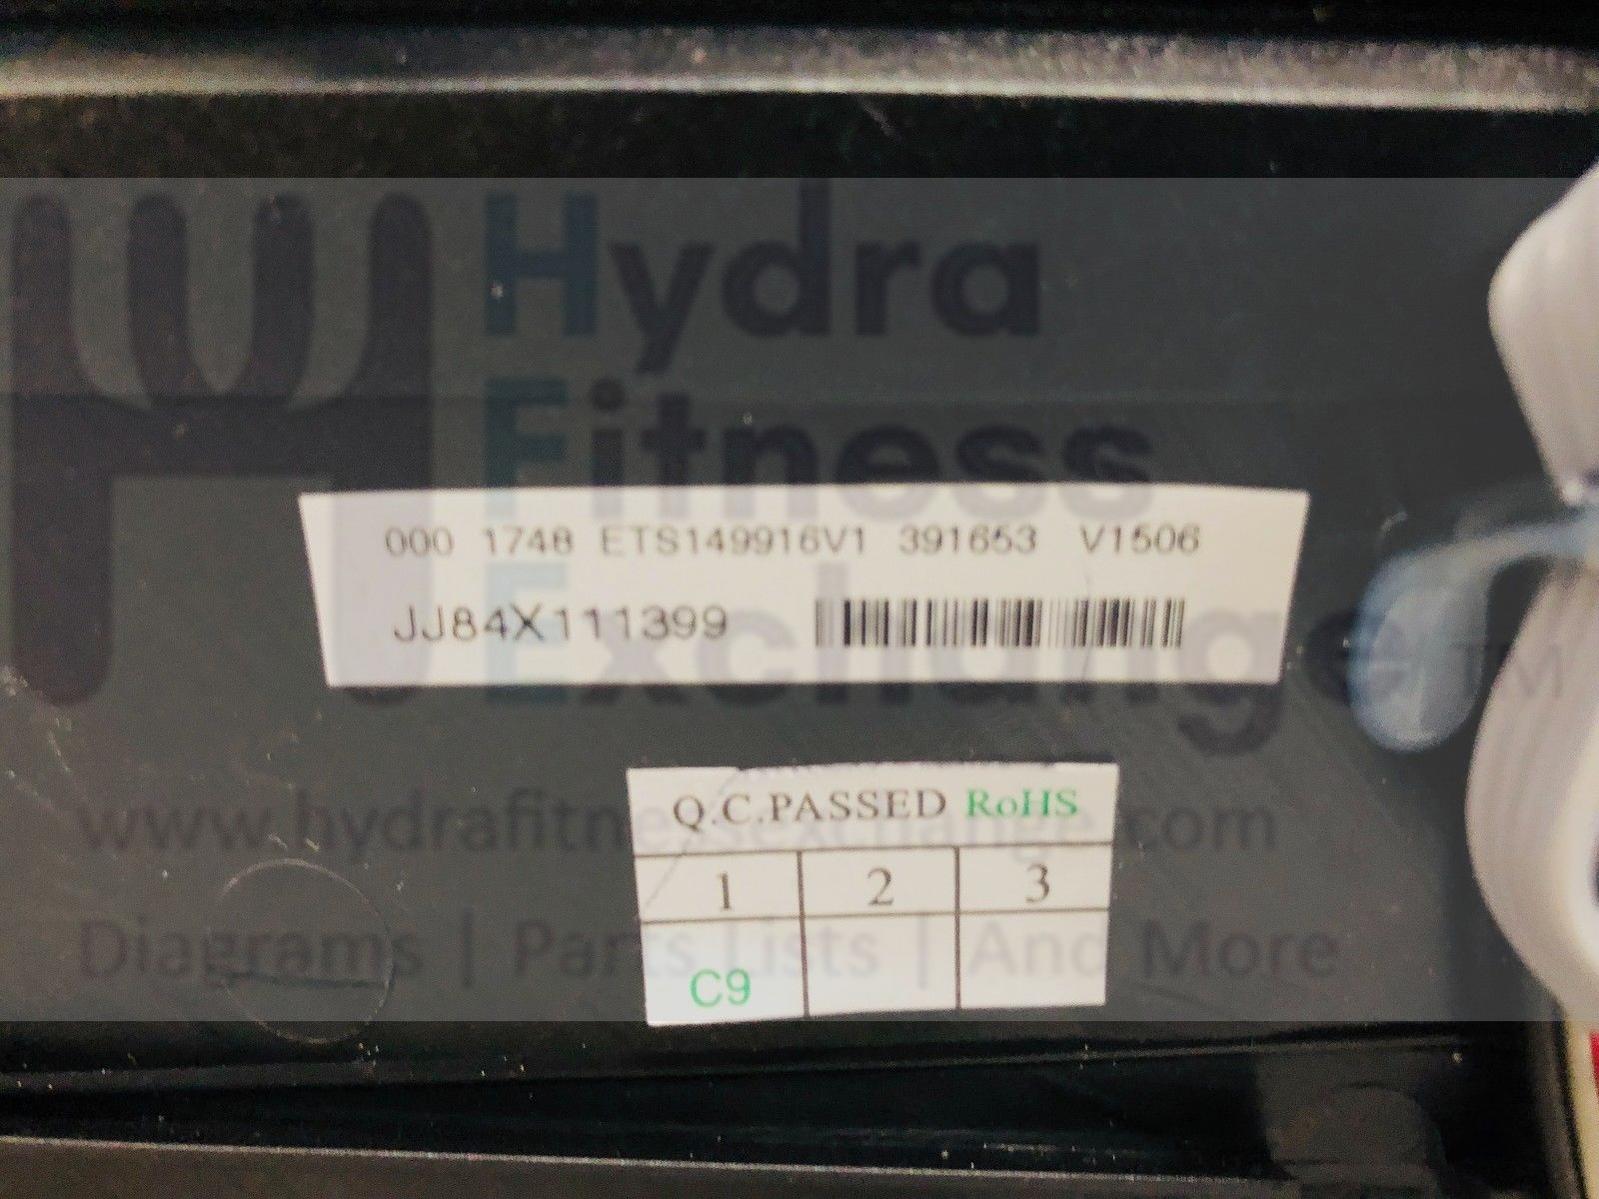 Hydra
Fitness
Exchange TM
000 1748 ETS149916V1 391653 V1506
JJ84X111399
www.hydrafitnessexchange.com
Q.C.PASSED RoHS
1 2 3
Diagrams | Parts Lists | And More
C9